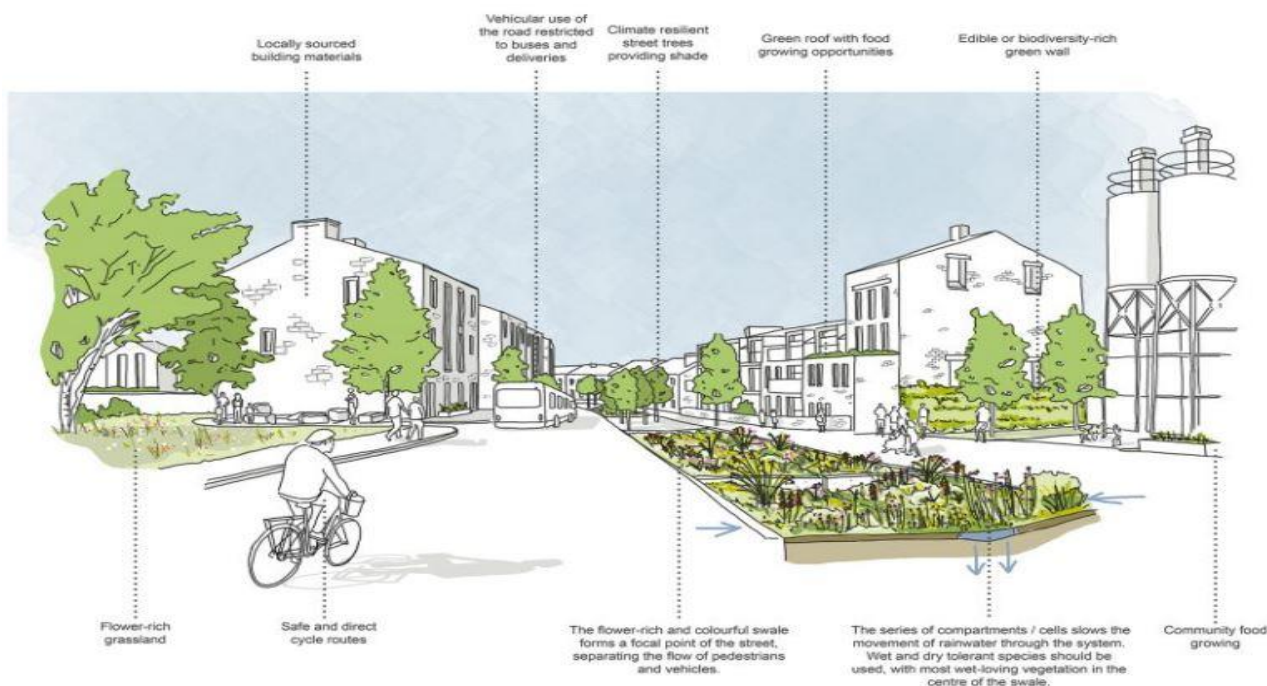 Locally sourced
building materials
Vehicular use of
the road restricted
to buses and
deliveries
Climate resilient
street trees
providing shade
Green roof with food
growing opportunities
Edible or biodiversity-rich
green wall
Flower-rich
grassland
Safe and direct
cycle routes
The flower-rich and colourful swale
forms a focal point of the street,
separating the flow of pedestrians
and vehicles.
The series of compartments / cells slows the
movement of rainwater through the system.
Wet and dry tolerant species should be
used, with most wet-loving vegetation in the
centre of the swale.
Community food
growing